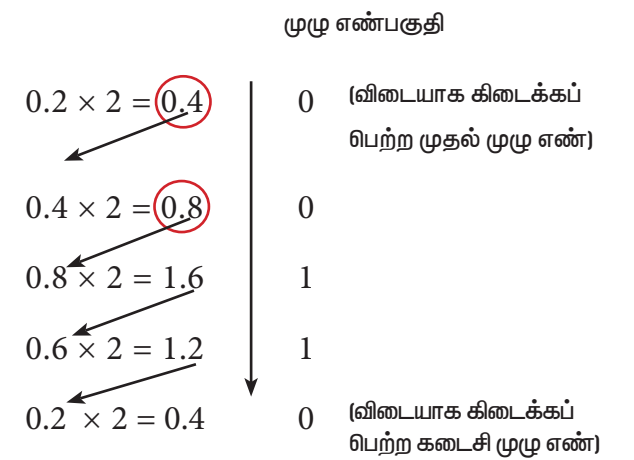 முழு எண்பகுதி
0.2 × 2 = 0.4 0 (விடையாக கிடைக்கப்
பெற்ற முதல் முழு எண்)
0.4 × 2 = 0.8 0
0.8 × 2 = 1.6 1
0.6 × 2 = 1.2 1
0.2 × 2 = 0.4 0 (விடையாக கிடைக்கப்
பெற்ற கடைசி முழு எண்)